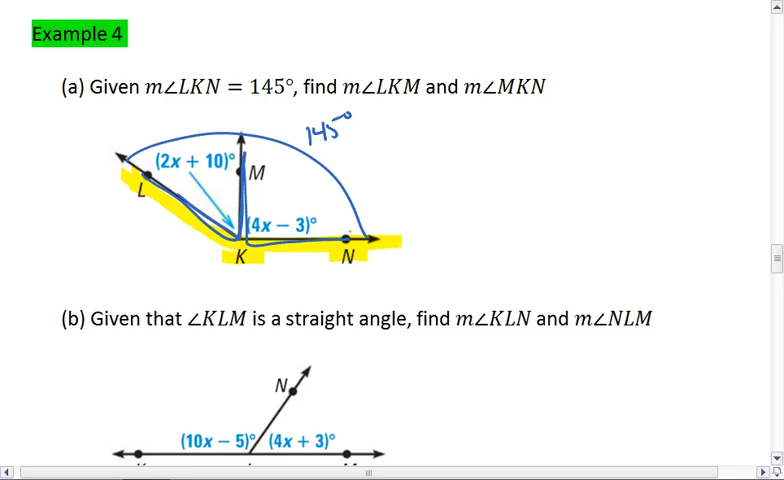 Example 4
(a) Given m∠LKN = 145°, find m∠LKM and m∠MKN
145°
(2x + 10)°
M
L
(4x − 3)°
K
N
(b) Given that ∠KLM is a straight angle, find m∠KLN and m∠NLM
N
(10x − 5)° (4x + 3)°